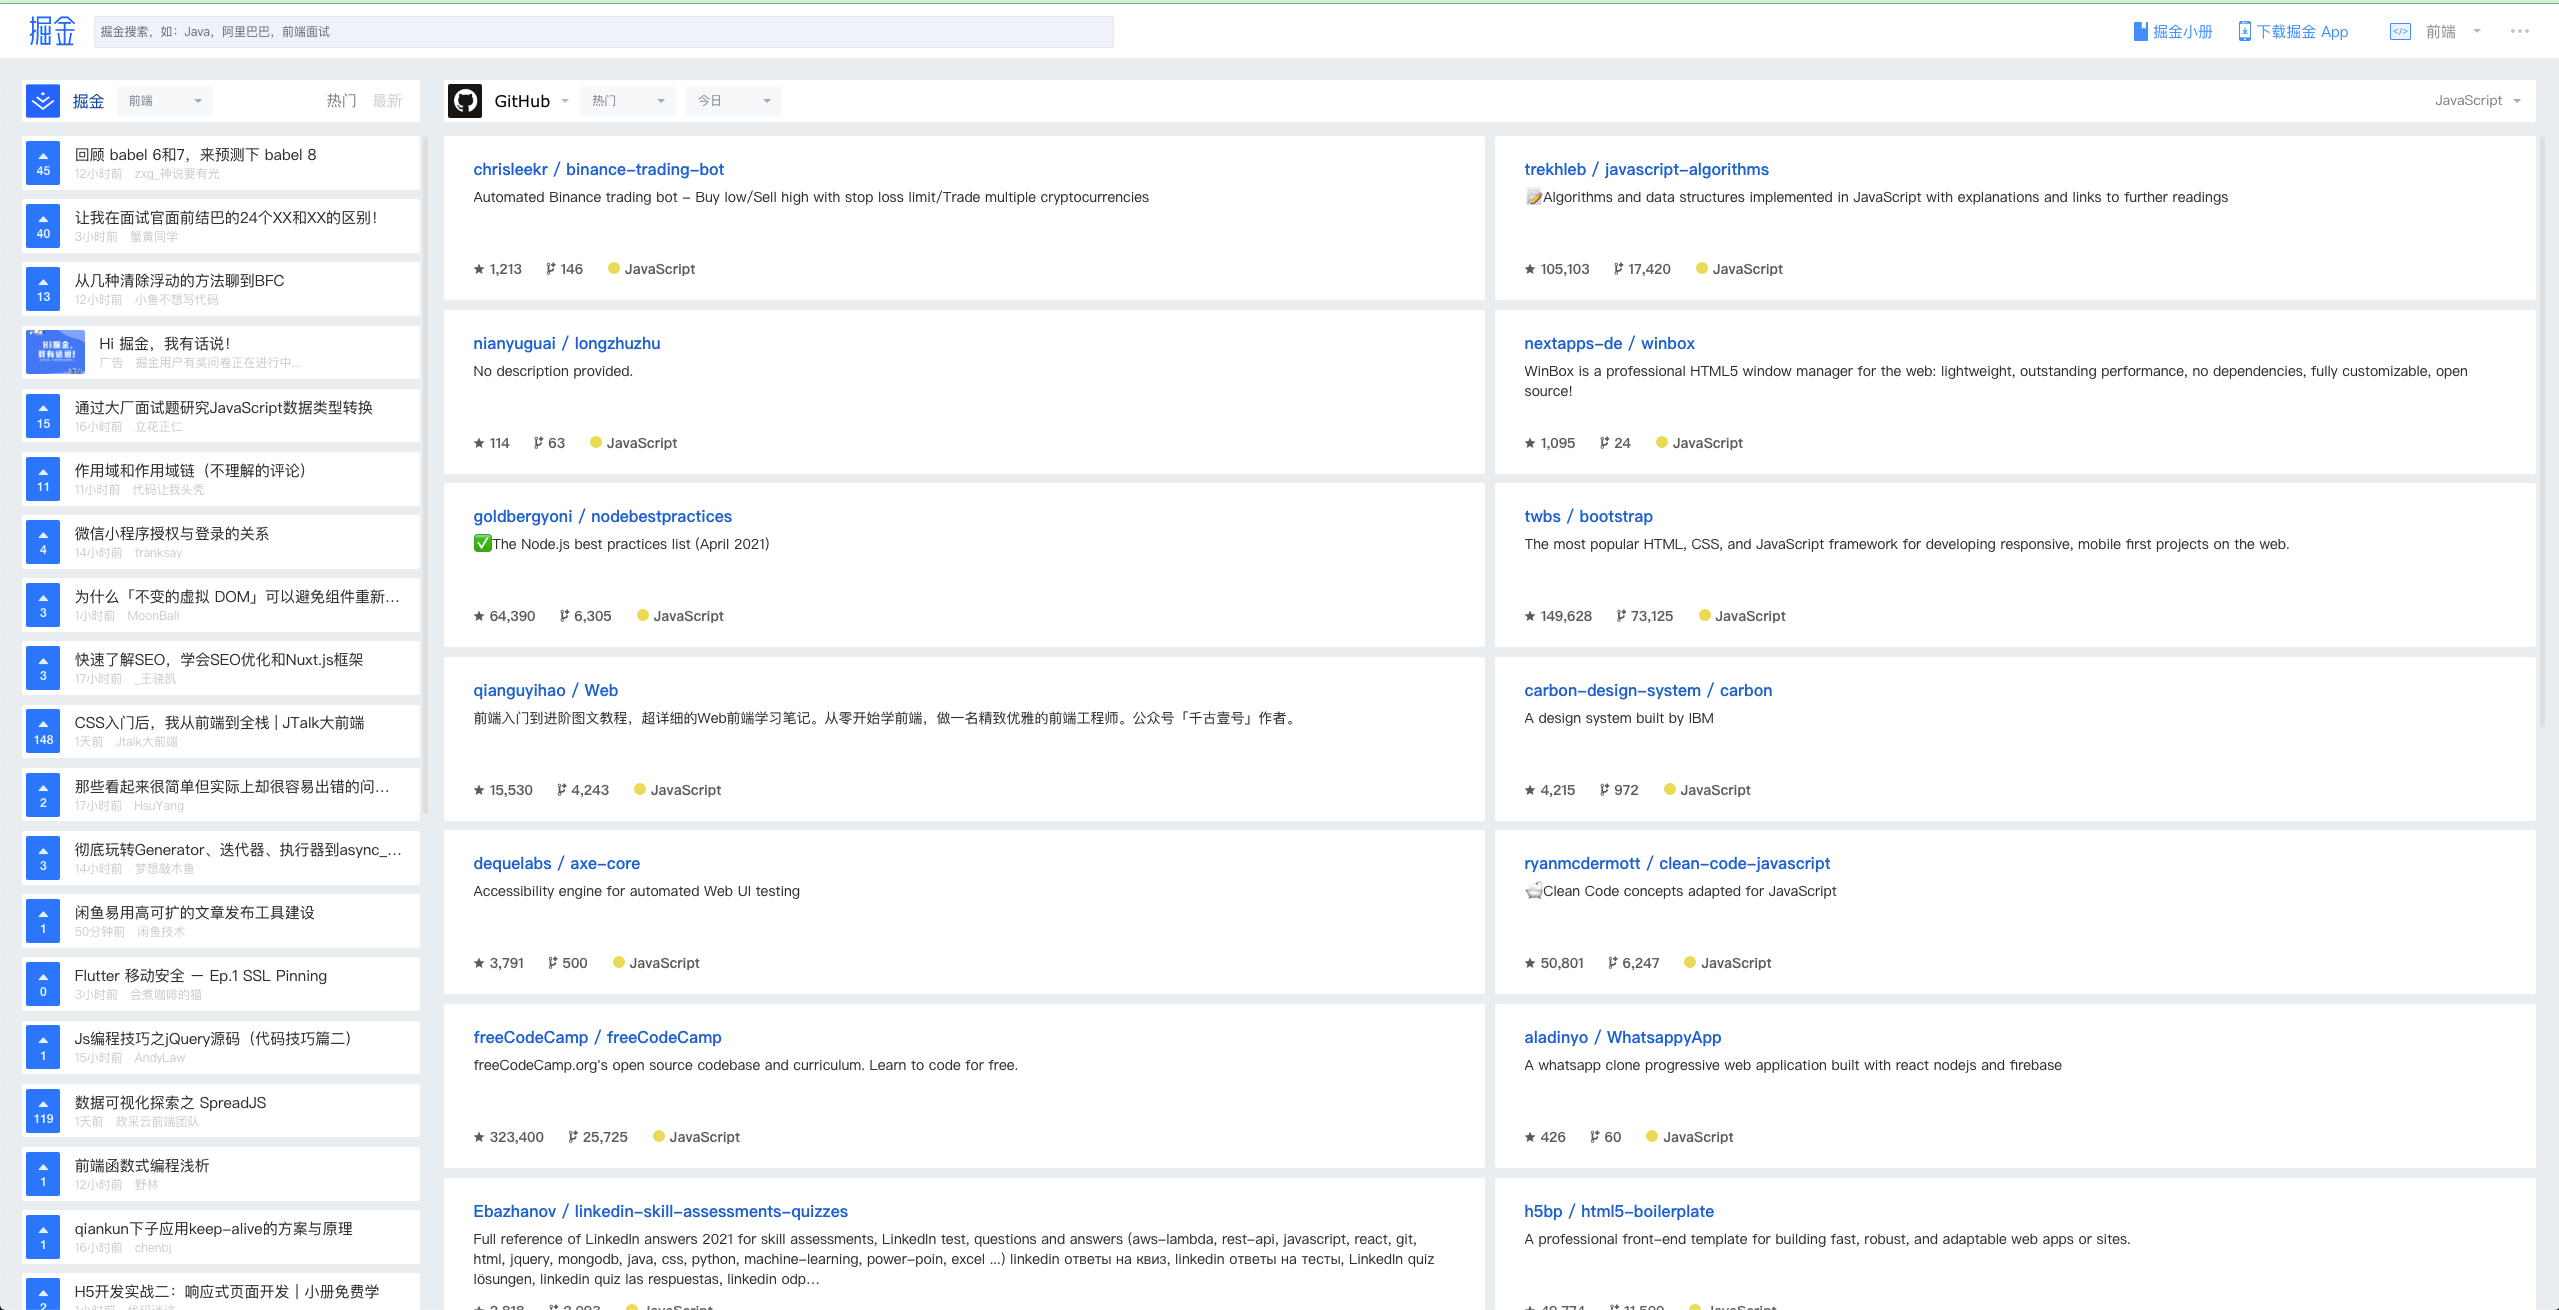 掘金
掘金搜索，如：Java，阿里巴巴，前端面试
掘金小册
下载掘金 App
前端
掘金
前端
热门
最新
45
回顾 babel 6和7，来预测下 babel 8
12小时前 zxg_神说要有光
40
让我在面试官面前结巴的24个XX和XX的区别！
3小时前 蟹黄同学
13
从几种清除浮动的方法聊到BFC
12小时前 小鱼不想写代码
Hi掘金，
我有话说！
Hi 掘金，我有话说！
广告 掘金用户有奖问卷正在进行中...
15
通过大厂面试题研究JavaScript数据类型转换
16小时前 立花正仁
11
作用域和作用域链（不理解的评论）
11小时前 代码让我头秃
4
微信小程序授权与登录的关系
14小时前 franksay
3
为什么「不变的虚拟 DOM」可以避免组件重新...
1小时前 MoonBall
3
快速了解SEO，学会SEO优化和Nuxt.js框架
17小时前 _王骁凯
148
CSS入门后，我从前端到全栈 | JTalk大前端
1天前 Jtalk大前端
2
那些看起来很简单但实际上却很容易出错的问...
17小时前 HsuYang
3
彻底玩转Generator、迭代器、执行器到async_...
14小时前 梦想敲木鱼
1
闲鱼易用高可扩的文章发布工具建设
50分钟前 闲鱼技术
0
Flutter 移动安全 — Ep.1 SSL Pinning
3小时前 会煮咖啡的猫
1
Js编程技巧之jQuery源码（代码技巧篇二）
15小时前 AndyLaw
119
数据可视化探索之 SpreadJS
1天前 政采云前端团队
1
前端函数式编程浅析
12小时前 野林
1
qiankun下子应用keep-alive的方案与原理
16小时前 chenbj
2
H5开发实战二：响应式页面开发 | 小册免费学
GitHub
热门
今日
JavaScript
chrisleekr / binance-trading-bot
Automated Binance trading bot - Buy low/Sell high with stop loss limit/Trade multiple cryptocurrencies
1,213 146 JavaScript
trekhleb / javascript-algorithms
📝Algorithms and data structures implemented in JavaScript with explanations and links to further readings
105,103 17,420 JavaScript
nianyuguai / longzhuzhu
No description provided.
114 63 JavaScript
nextapps-de / winbox
WinBox is a professional HTML5 window manager for the web: lightweight, outstanding performance, no dependencies, fully customizable, open
source!
1,095 24 JavaScript
goldbergyoni / nodebestpractices
✅The Node.js best practices list (April 2021)
64,390 6,305 JavaScript
twbs / bootstrap
The most popular HTML, CSS, and JavaScript framework for developing responsive, mobile first projects on the web.
149,628 73,125 JavaScript
qianguyihao / Web
前端入门到进阶图文教程，超详细的Web前端学习笔记。从零开始学前端，做一名精致优雅的前端工程师。公众号「千古壹号」作者。
15,530 4,243 JavaScript
carbon-design-system / carbon
A design system built by IBM
4,215 972 JavaScript
dequelabs / axe-core
Accessibility engine for automated Web UI testing
3,791 500 JavaScript
ryanmcdermott / clean-code-javascript
🛁Clean Code concepts adapted for JavaScript
50,801 6,247 JavaScript
freeCodeCamp / freeCodeCamp
freeCodeCamp.org's open source codebase and curriculum. Learn to code for free.
323,400 25,725 JavaScript
aladinyo / WhatsappyApp
A whatsapp clone progressive web application built with react nodejs and firebase
426 60 JavaScript
Ebazhanov / linkedin-skill-assessments-quizzes
Full reference of LinkedIn answers 2021 for skill assessments, LinkedIn test, questions and answers (aws-lambda, rest-api, javascript, react, git,
html, jquery, mongodb, java, css, python, machine-learning, power-poin, excel ...) linkedin ответы на квиз, linkedin ответы на тесты, LinkedIn quiz
lösungen, linkedin quiz las respuestas, linkedin odp...
h5bp / html5-boilerplate
A professional front-end template for building fast, robust, and adaptable web apps or sites.